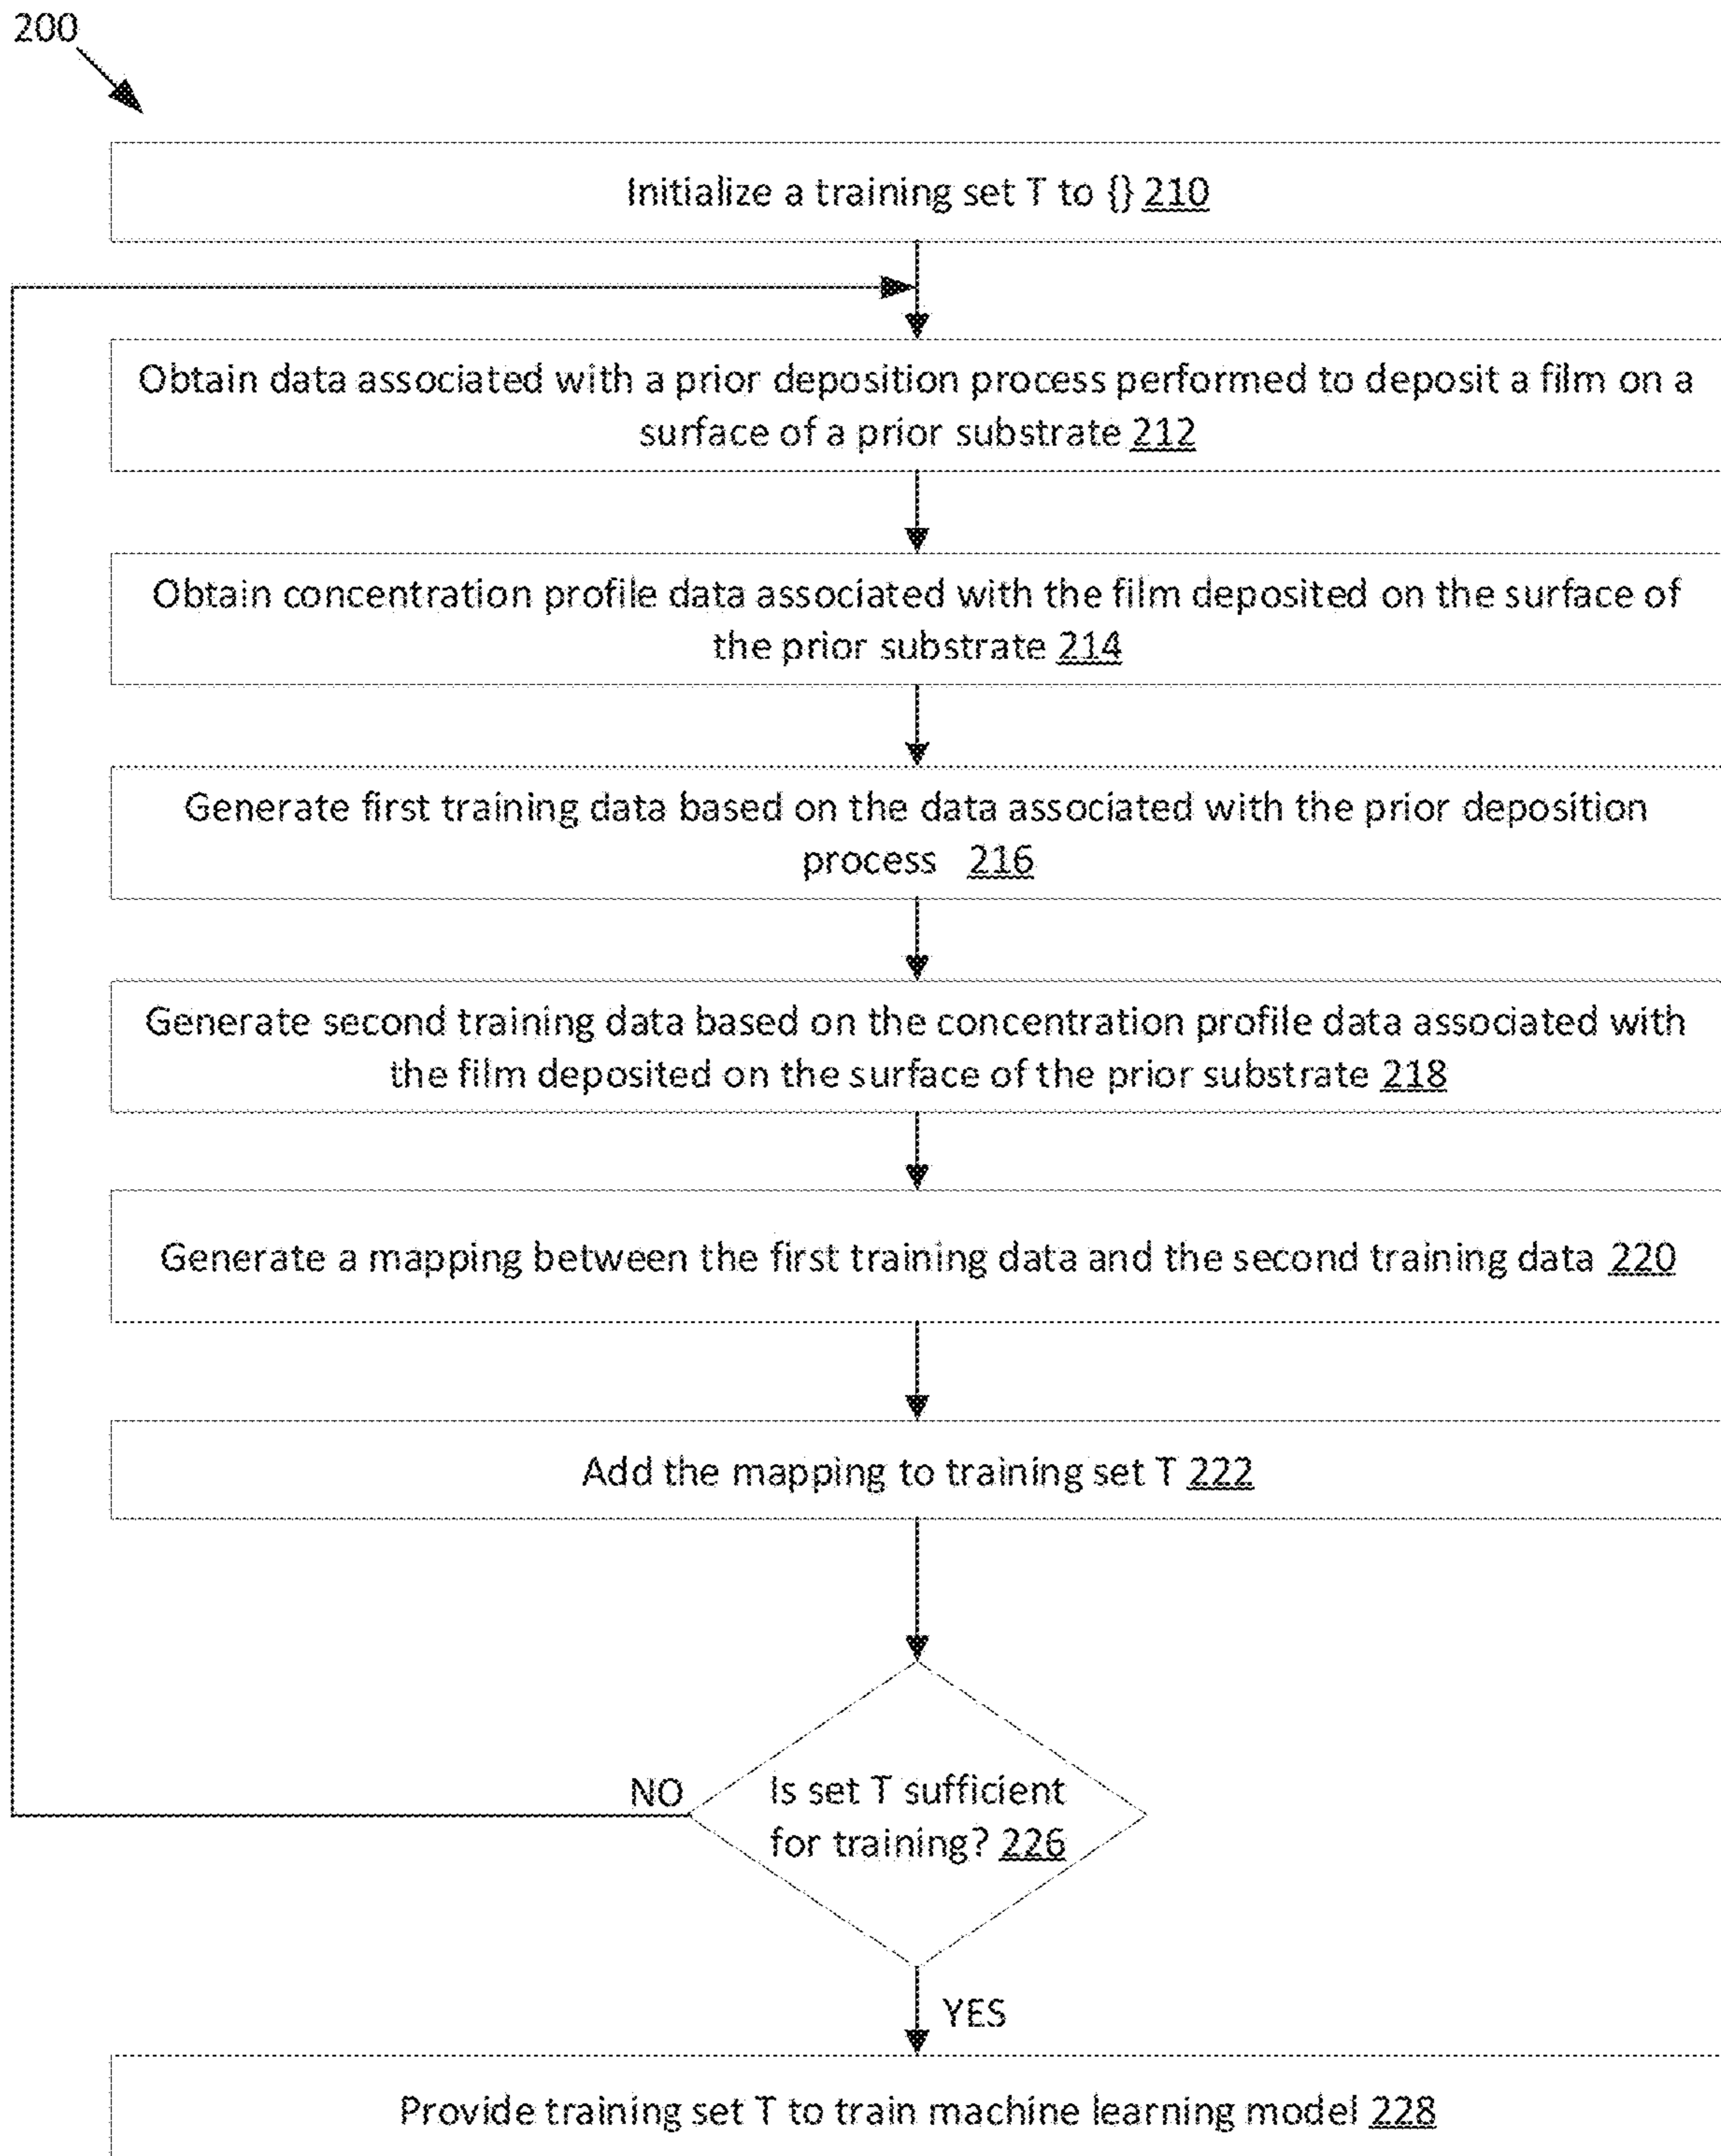 200
Initialize a training set T to {} 210
Obtain data associated with a prior deposition process performed to deposit a film on a
surface of a prior substrate 212
Obtain concentration profile data associated with the film deposited on the surface of
the prior substrate 214
Generate first training data based on the data associated with the prior deposition
process 216
Generate second training data based on the concentration profile data associated with
the film deposited on the surface of the prior substrate 218
Generate a mapping between the first training data and the second training data 220
Add the mapping to training set T 222
NO
Is set T sufficient
for training? 226
YES
Provide training set T to train machine learning model 228